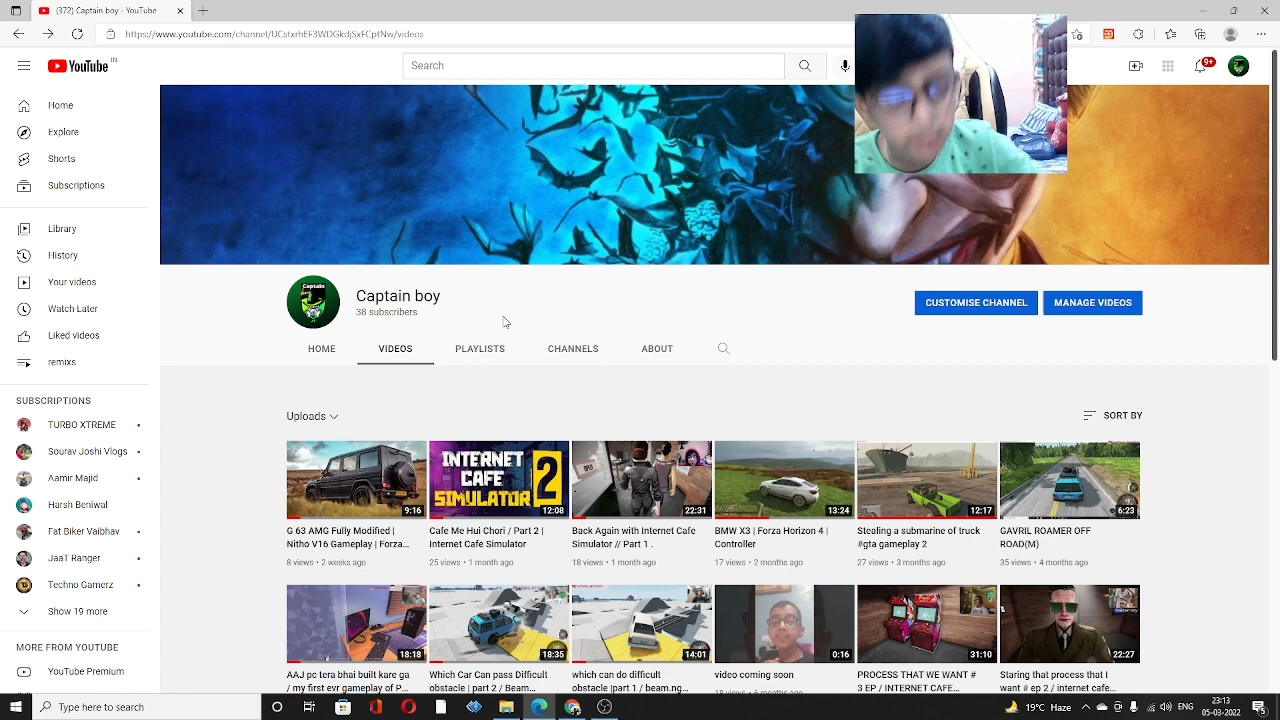 (372) Captain boy - YouTube
https://www.youtube.com/channel/UCstxrhEF3WDGkdjSxFCptNw/videos
YouTube IN
Search
9+
Home
Explore
Shorts
Subscriptions
Library
History
Your videos
Watch Later
Liked videos
remixs
SUBSCRIPTIONS
TURBO XTREME
Sourav Joshi Vlogs
Aamir Majid
Harsh Beniwal
Fat Biker Vaibhav
JaaT Ranger
Techno Gamerz
Show 19 more
MORE FROM YOUTUBE
YouTube Premium
Captain
Captain boy
38 subscribers
CUSTOMISE CHANNEL
MANAGE VIDEOS
HOME
VIDEOS
PLAYLISTS
CHANNELS
ABOUT
Uploads
SORT BY
9:16
INTERNET
CAFE
SIMULATOR 2
12:08
22:31
13:24
12:17
6:23
G 63 AMG Fully Modified |
Nitho V16 Gameplay | Forza...
8 views • 2 weeks ago
Cafe Me Hui Chori / Part 2 |
Internet Cafe Simulator
25 views • 1 month ago
Back Again with Internet Cafe
Simulator // Part 1 .
18 views • 1 month ago
BMW X3 | Forza Horizon 4 |
Controller
17 views • 2 months ago
Stealing a submarine of truck
#gta gameplay 2
27 views • 3 months ago
GAVRIL ROAMER OFF
ROAD(M)
35 views • 4 months ago
18:18
18:35
14:01
0:16
31:10
22:27
AAJ pc tera bhai built kare ga
/ my first ever gameplay of P...
Which Car Can pass Difficult
obstacle | part 2 / Beam...
Which can do difficult
obstacle |part 1 / beam.ng...
video coming soon
18 views • 6 months ago
PROCESS THAT WE WANT #
3 EP / INTERNET CAFE...
Staring that process that I
want # ep 2 / internet cafe...
Type here to search
ENG
23:13
05-03-2022